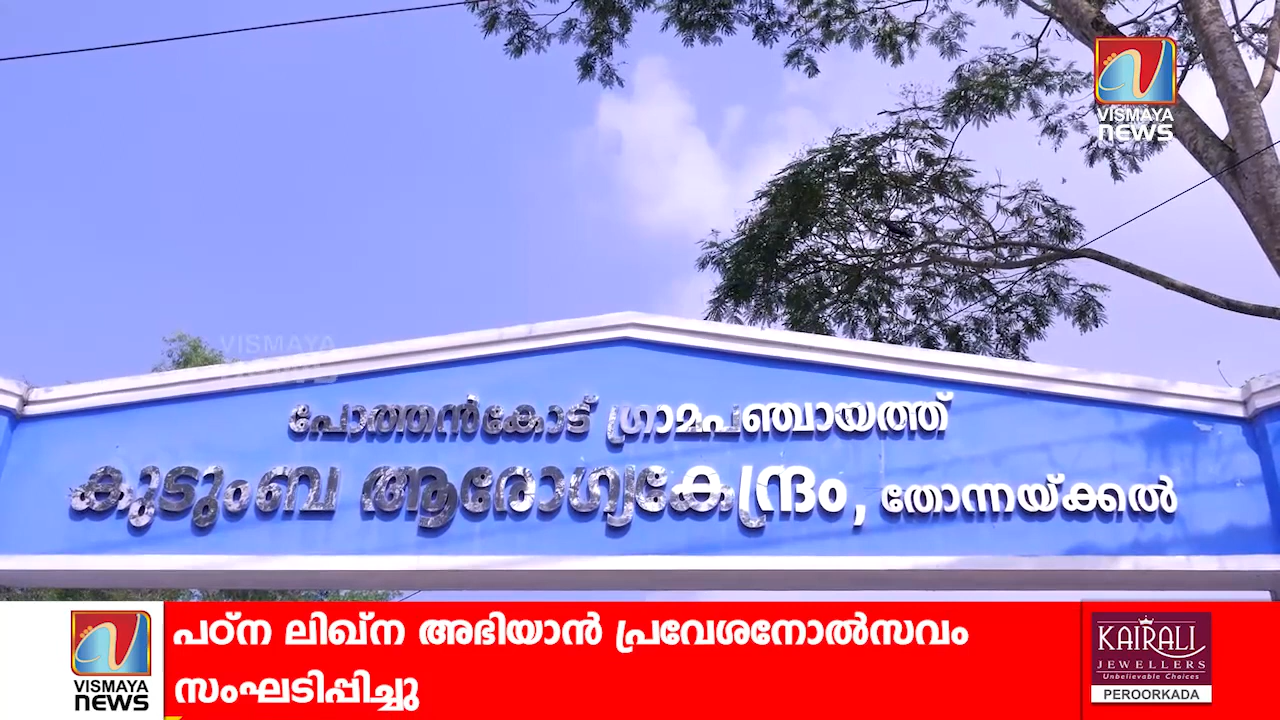 VISMAYA
NEWS
VISMAYA
പോത്തൻകോട് ഗ്രാമപഞ്ചായത്ത്
കുടുംബ ആരോഗ്യകേന്ദ്രം, തോന്നയ്ക്കൽ
പഠ്ന ലിഖ്ന അഭിയാൻ പ്രവേശനോൽസവം
സംഘടിപ്പിച്ചു
VISMAYA
NEWS
KAIRALI
JEWELLERS
Unbelievable Choices
PEROORKADA